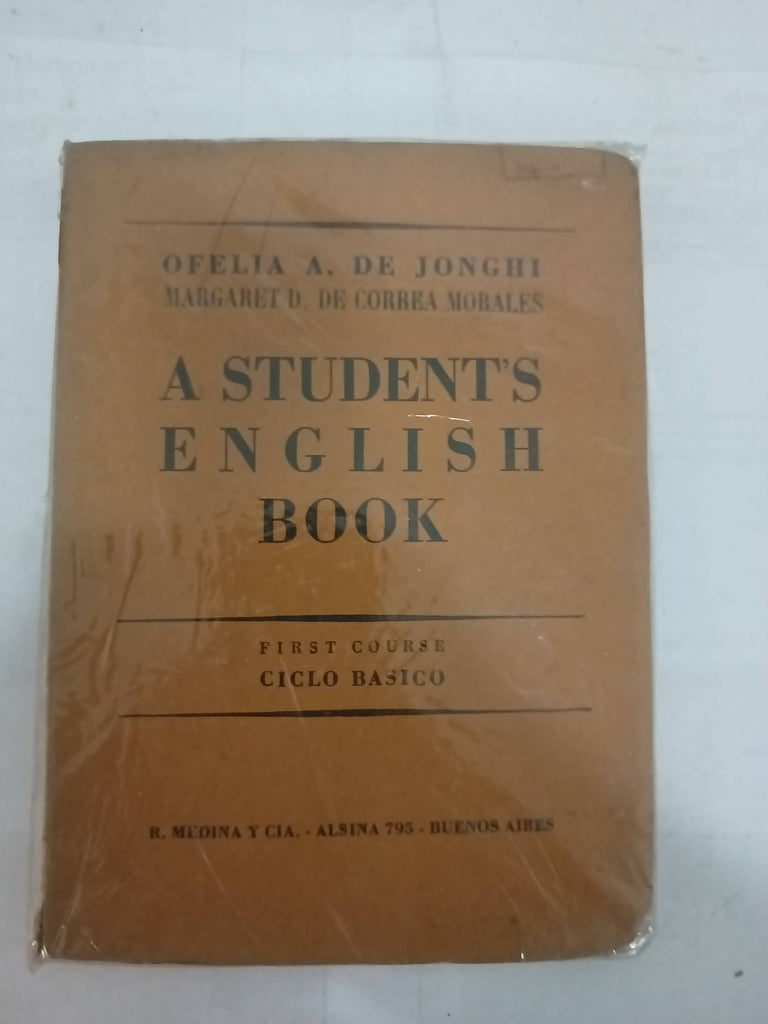 OFELIA A. DE JONGHI
MARGARET D. DE CORREA MORALES
A STUDENT'S
ENGLISH
BOOK
FIRST COURSE
CICLO BASICO
R. MEDINA Y CIA. - ALSINA 795 - BUENOS AIRES